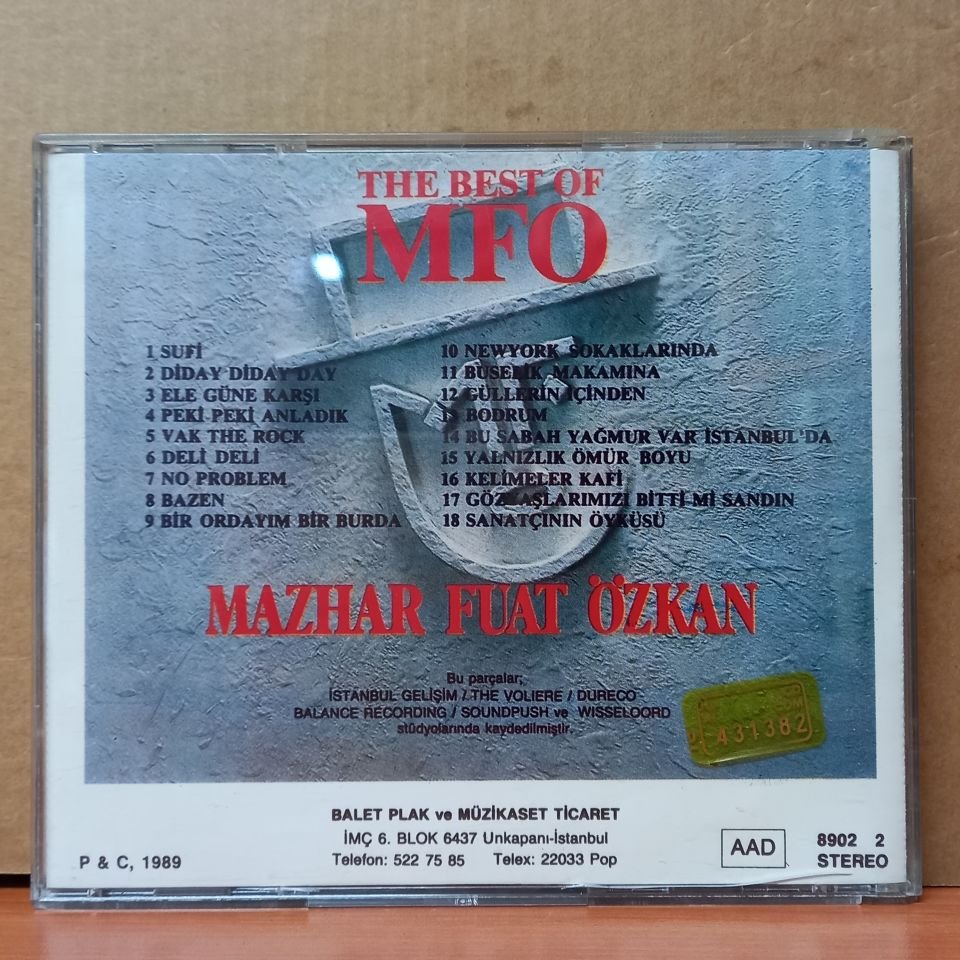 THE BEST OF
MFO
1 SUFİ
2 DİDAY DİDAY DAY
3 ELE GÜNE KARŞI
4 PEKİ PEKİ ANLADIK
5 VAK THE ROCK
6 DELİ DELİ
7 NO PROBLEM
8 BAZEN
9 BİR ORDAYIM BİR BURDA
10 NEWYORK SOKAKLARINDA
11 BUSELİK MAKAMINA
12 GÜLLERİN İÇİNDEN
13 BODRUM
14 BU SABAH YAĞMUR VAR İSTANBUL'DA
15 YALNIZLIK ÖMÜR BOYU
16 KELİMELER KAFİ
17 GÖZYAŞLARIMIZI BİTTİ Mİ SANDIN
18 SANATÇININ ÖYKÜSÜ
MAZHAR FUAT ÖZKAN
Bu parçalar;
İSTANBUL GELİŞİM / THE VOLIERE / DURECO
BALANCE RECORDING / SOUNDPUSH ve WISSELOORD
stüdyolarında kaydedilmiştir.
431382
BALET PLAK ve MÜZİKASET TİCARET
İMÇ 6. BLOK 6437 Unkapanı-İstanbul
Telefon: 522 75 85 Telex: 22033 Pop
P & C, 1989
AAD
8902 2
STEREO